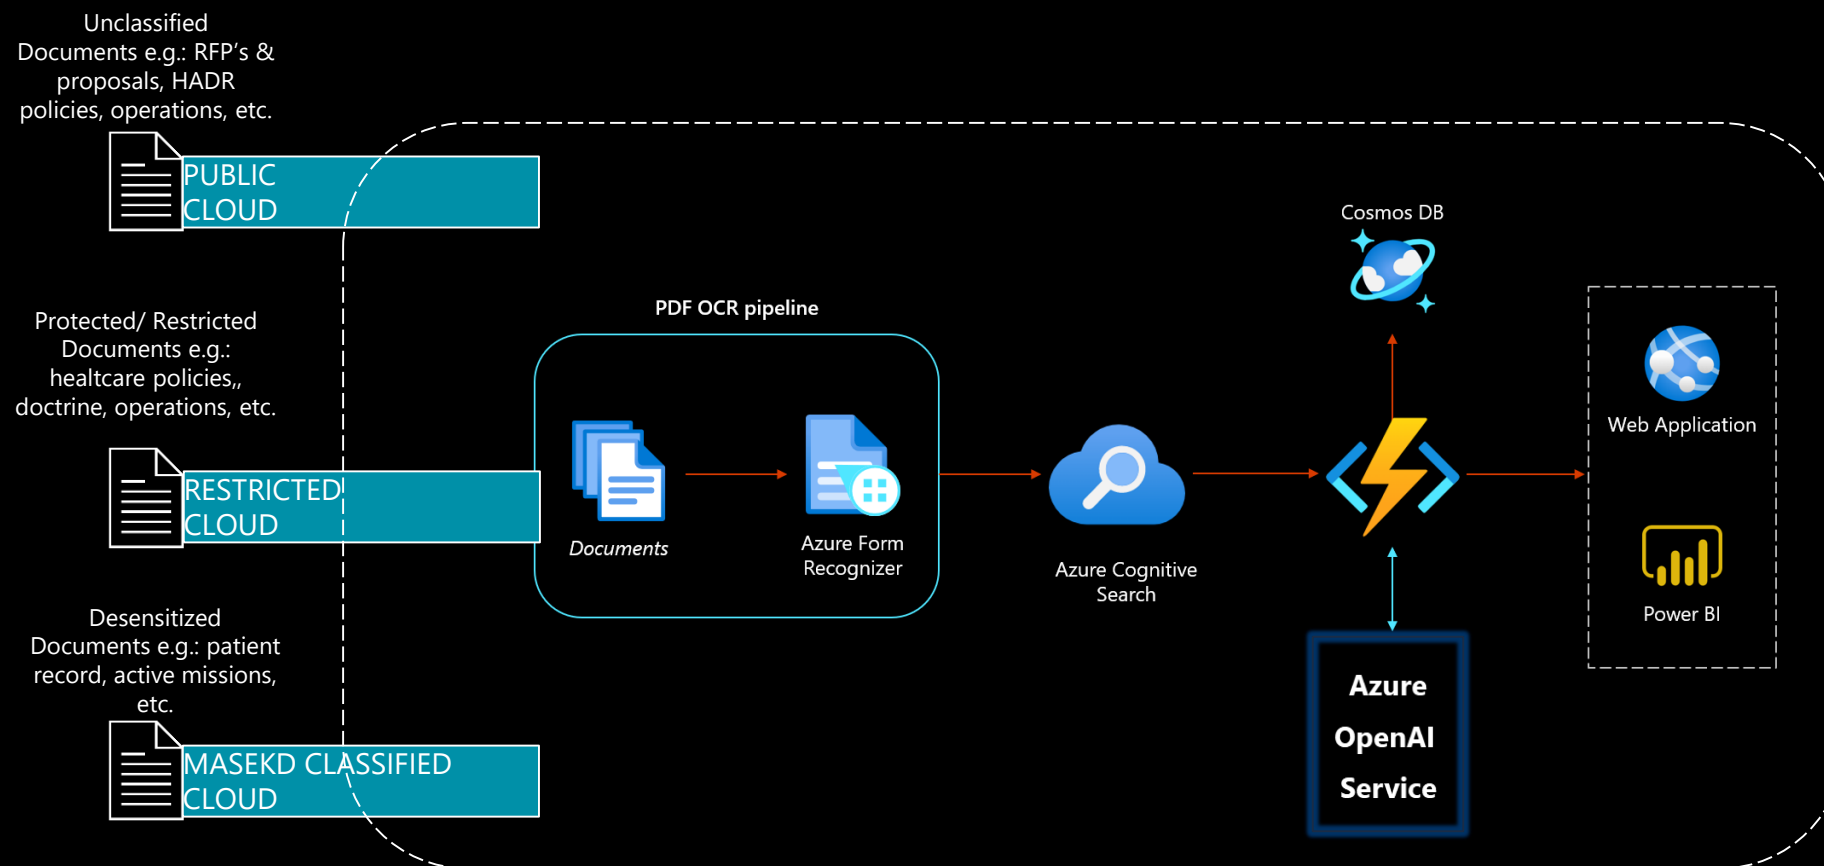 Unclassified
Documents e.g.: RFP's &
proposals, HADR
policies, operations, etc.
PUBLIC
CLOUD
Protected/ Restricted
Documents e.g.:
healtcare policies,,
doctrine, operations, etc.
RESTRICTED
CLOUD
Desensitized
Documents e.g.: patient
record, active missions,
etc.
MASEKD CLASSIFIED
CLOUD
PDF OCR pipeline
Documents
Azure Form
Recognizer
Azure Cognitive
Search
Cosmos DB
Azure
OpenAI
Service
Web Application
Power BI